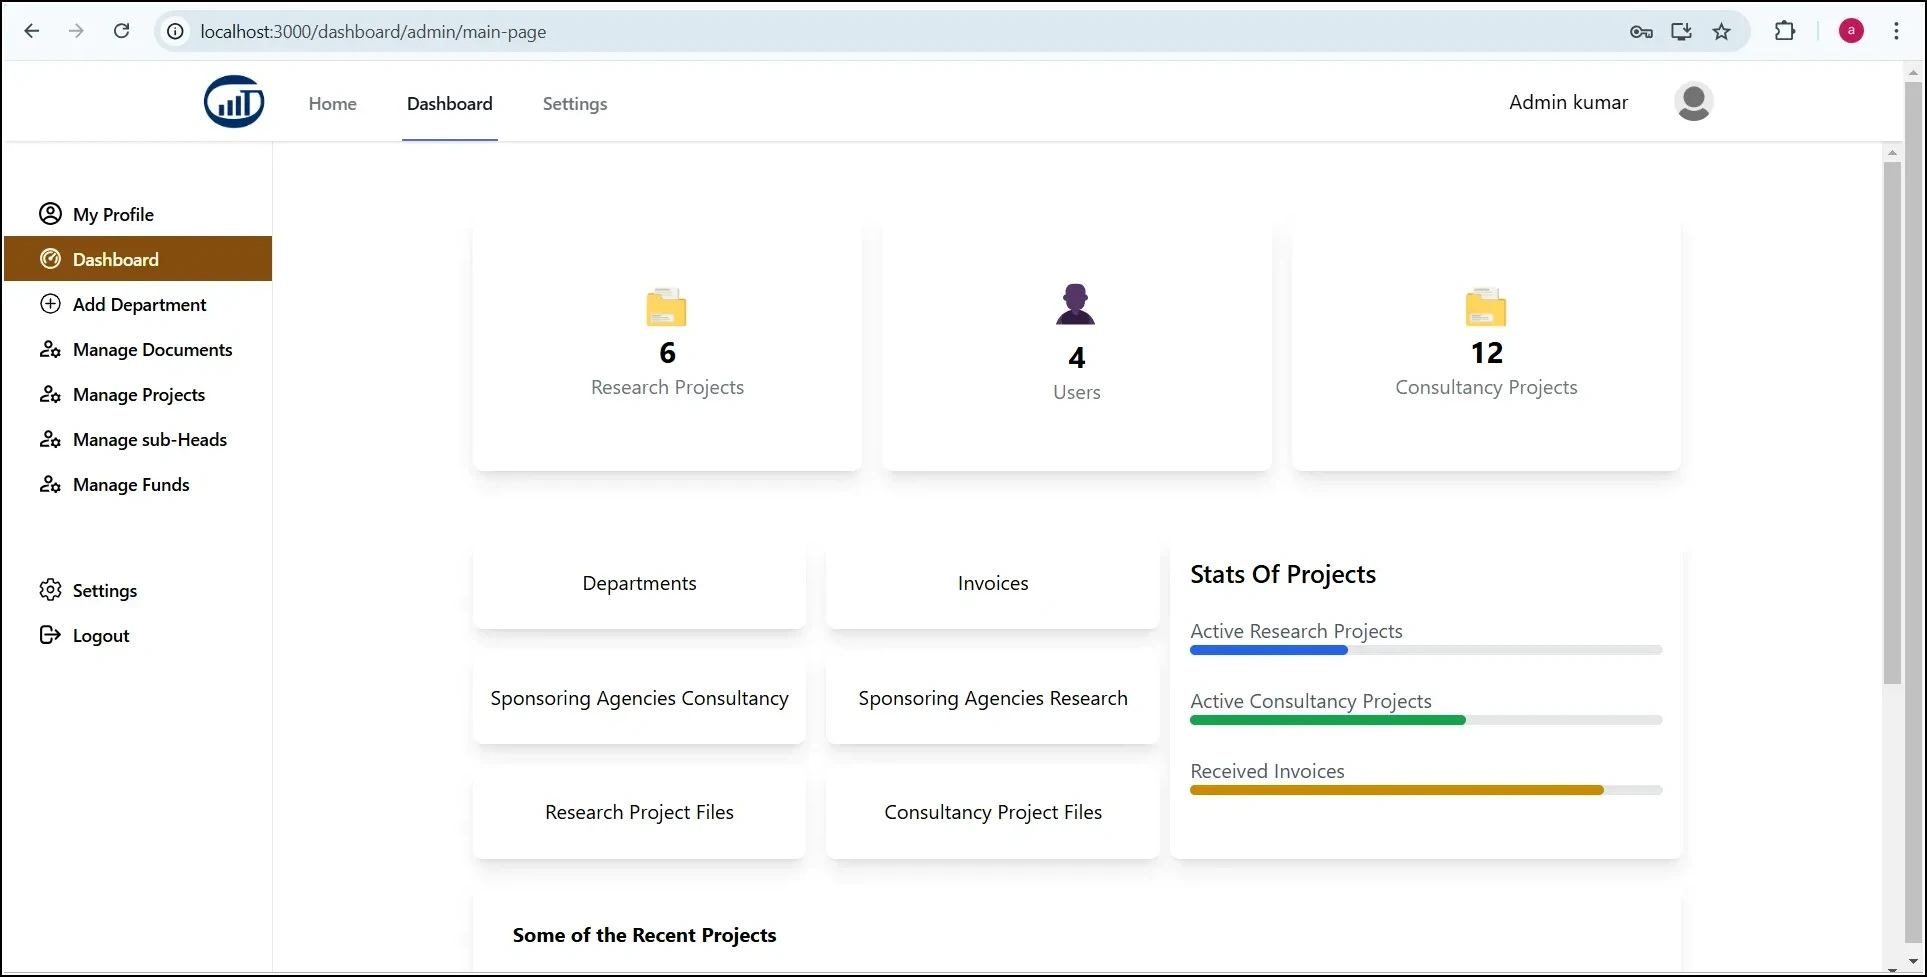 localhost:3000/dashboard/admin/main-page
a
Home
Dashboard
Settings
Admin kumar
My Profile
Dashboard
Add Department
Manage Documents
Manage Projects
Manage sub-Heads
Manage Funds
Settings
Logout
6
Research Projects
4
Users
12
Consultancy Projects
Departments
Invoices
Sponsoring Agencies Consultancy
Sponsoring Agencies Research
Research Project Files
Consultancy Project Files
Stats Of Projects
Active Research Projects
Active Consultancy Projects
Received Invoices
Some of the Recent Projects